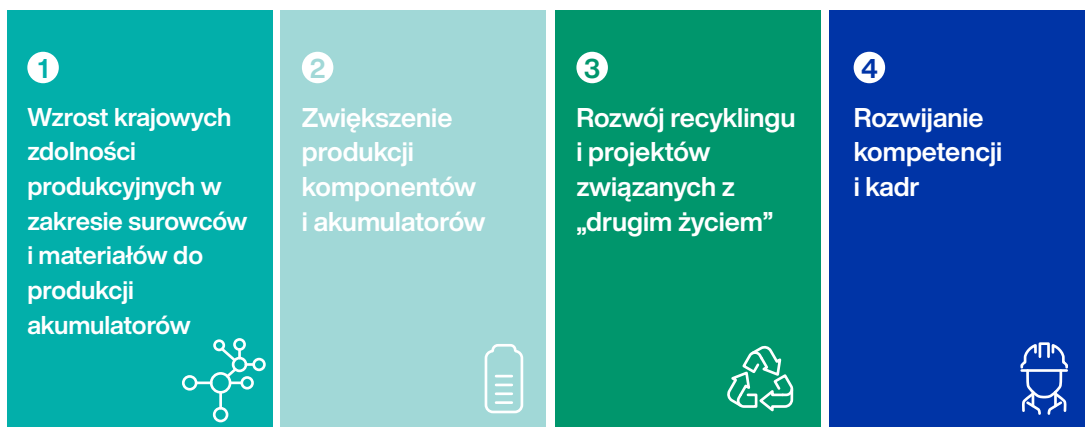 1
Wzrost krajowych
zdolności
produkcyjnych w
zakresie surowców
i materiałów do
produkcji
akumulatorów
2
Zwiększenie
produkcji
komponentów
i akumulatorów
3
Rozwój recyklingu
i projektów
związanych z
„drugim życiem”
4
Rozwijanie
kompetencji
i kadr